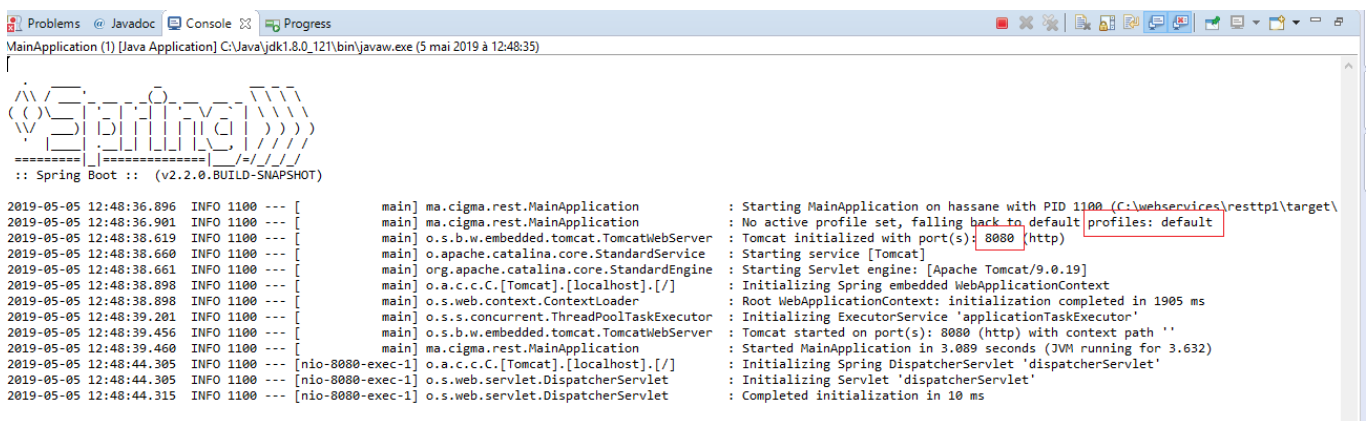 Problems @ Javadoc Console Progress
MainApplication (1) [Java Application] C:\Java\jdk1.8.0_121\bin\javaw.exe (5 mai 2019 à 12:48:35)
Spring
:: Spring Boot ::  (v2.2.0.BUILD-SNAPSHOT)
2019-05-05 12:48:36.896  INFO 1100 --- [           main] ma.cigma.rest.MainApplication            : Starting MainApplication on hassane with PID 1100 (C:\webservices\resttp1\target\
2019-05-05 12:48:36.901  INFO 1100 --- [           main] ma.cigma.rest.MainApplication            : No active profile set, falling back to default profiles: default
2019-05-05 12:48:38.619  INFO 1100 --- [           main] o.s.b.w.embedded.tomcat.TomcatWebServer  : Tomcat initialized with port(s): 8080 (http)
2019-05-05 12:48:38.660  INFO 1100 --- [           main] o.apache.catalina.core.StandardService   : Starting service [Tomcat]
2019-05-05 12:48:38.661  INFO 1100 --- [           main] org.apache.catalina.core.StandardEngine  : Starting Servlet engine: [Apache Tomcat/9.0.19]
2019-05-05 12:48:38.898  INFO 1100 --- [           main] o.a.c.c.C.[Tomcat].[localhost].[/]       : Initializing Spring embedded WebApplicationContext
2019-05-05 12:48:38.898  INFO 1100 --- [           main] o.s.web.context.ContextLoader            : Root WebApplicationContext: initialization completed in 1905 ms
2019-05-05 12:48:39.201  INFO 1100 --- [           main] o.s.s.concurrent.ThreadPoolTaskExecutor  : Initializing ExecutorService 'applicationTaskExecutor'
2019-05-05 12:48:39.456  INFO 1100 --- [           main] o.s.b.w.embedded.tomcat.TomcatWebServer  : Tomcat started on port(s): 8080 (http) with context path ''
2019-05-05 12:48:39.460  INFO 1100 --- [           main] ma.cigma.rest.MainApplication            : Started MainApplication in 3.089 seconds (JVM running for 3.632)
2019-05-05 12:48:44.305  INFO 1100 --- [nio-8080-exec-1] o.a.c.c.C.[Tomcat].[localhost].[/]       : Initializing Spring DispatcherServlet 'dispatcherServlet'
2019-05-05 12:48:44.305  INFO 1100 --- [nio-8080-exec-1] o.s.web.servlet.DispatcherServlet        : Initializing Servlet 'dispatcherServlet'
2019-05-05 12:48:44.315  INFO 1100 --- [nio-8080-exec-1] o.s.web.servlet.DispatcherServlet        : Completed initialization in 10 ms